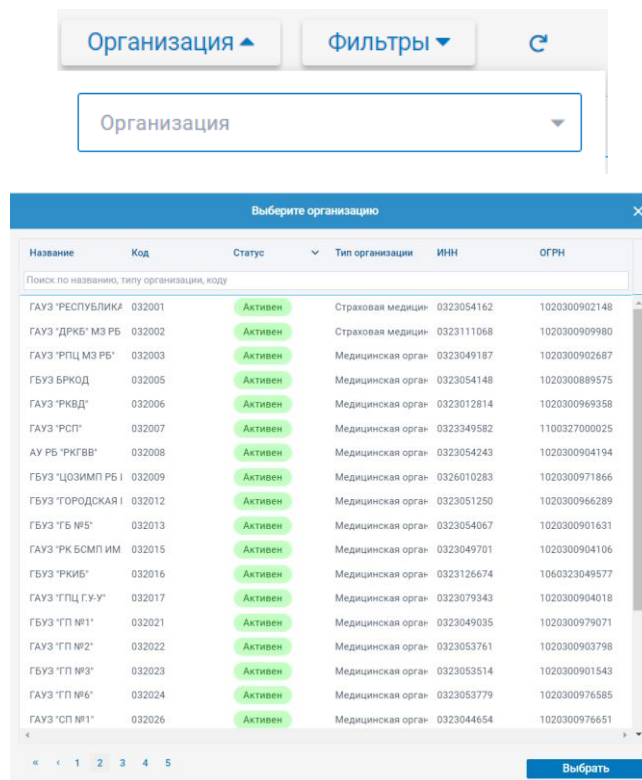 Организация Фильтры
Организация
Выберите организацию
Название Код Статус Тип организации ИНН ОГРН
Поиск по названию, типу организации, коду
ГАУЗ "РЕСПУБЛИКА 032001 Активен Страховая медицин 0323054162 1020300902148
ГАУЗ "ДРКБ" МЗ РБ 032002 Активен Страховая медицин 0323111068 1020300909980
ГАУЗ "РПЦ МЗ РБ" 032003 Активен Медицинская орган 0323049187 1020300902687
ГБУЗ БРКОД 032005 Активен Медицинская орган 0323054148 1020300889575
ГАУЗ "РКВД" 032006 Активен Медицинская орган 0323012814 1020300969358
ГАУЗ "РСП" 032007 Активен Медицинская орган 0323349582 1100327000025
АУ РБ "РКГВВ" 032008 Активен Медицинская орган 0323054243 1020300904194
ГБУЗ "ЦОЗИМП РБ 032009 Активен Медицинская орган 0326010283 1020300971866
ГБУЗ "ГОРОДСКАЯ 032012 Активен Медицинская орган 0323051250 1020300966289
ГБУЗ "ГБ №5" 032013 Активен Медицинская орган 0323054067 1020300901631
ГАУЗ "РК БСМП ИМ. 032015 Активен Медицинская орган 0323049701 1020300904106
ГБУЗ "РКИБ" 032016 Активен Медицинская орган 0323126674 1060323049577
ГАУЗ "ГПЦ Г.У-У" 032017 Активен Медицинская орган 0323079343 1020300904018
ГБУЗ "ГП №1" 032021 Активен Медицинская орган 0323049035 1020300979071
ГАУЗ "ГП №2" 032022 Активен Медицинская орган 0323053761 1020300903798
ГБУЗ "ГП №3" 032023 Активен Медицинская орган 0323053514 1020300901543
ГАУЗ "ГП №6" 032024 Активен Медицинская орган 0323053779 1020300976585
ГАУЗ "СП №1" 032026 Активен Медицинская орган 0323044654 1020300976651
« ‹ 1 2 3 4 5 Выбрать